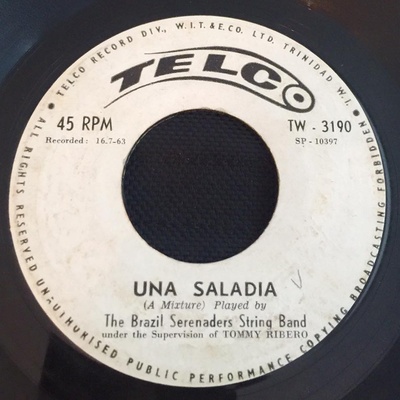 · TELCO RECORD DIV., W.I.T. & E. CO. LTD. TRINIDAD W.I. ·
TELCO
45 RPM
TW - 3190
Recorded: 16.7-63
SP - 10397
UNA SALADIA
(A Mixture) Played by
The Brazil Serenaders String Band
under the Supervision of TOMMY RIBERO
ALL RIGHTS RESERVED UNAUTHORISED PUBLIC PERFORMANCE COPYING BROADCASTING FORBIDDEN